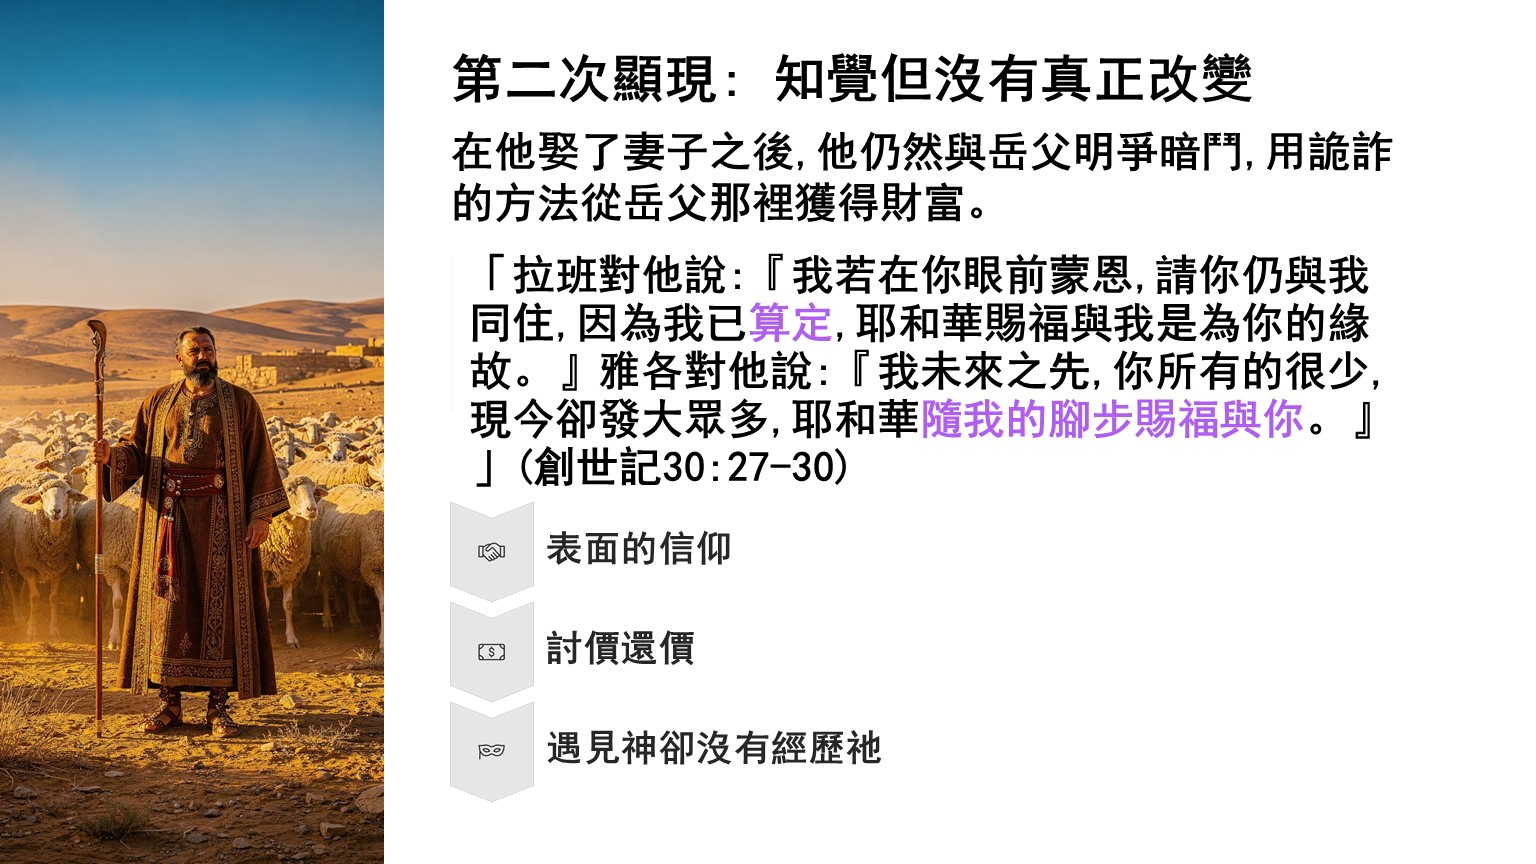 第二次顯現: 知覺但沒有真正改變
在他娶了妻子之後,他仍然與岳父明爭暗鬥,用詭詐
的方法從岳父那裡獲得財富。
「拉班對他說:『我若在你眼前蒙恩,請你仍與我
同住,因為我已算定,耶和華賜福與我是為你的緣
故。』雅各對他說:『我未來之先,你所有的很少,
現今卻發大眾多,耶和華隨我的腳步賜福與你。』
」(創世記30:27-30)
表面的信仰
討價還價
遇見神卻沒有經歷祂